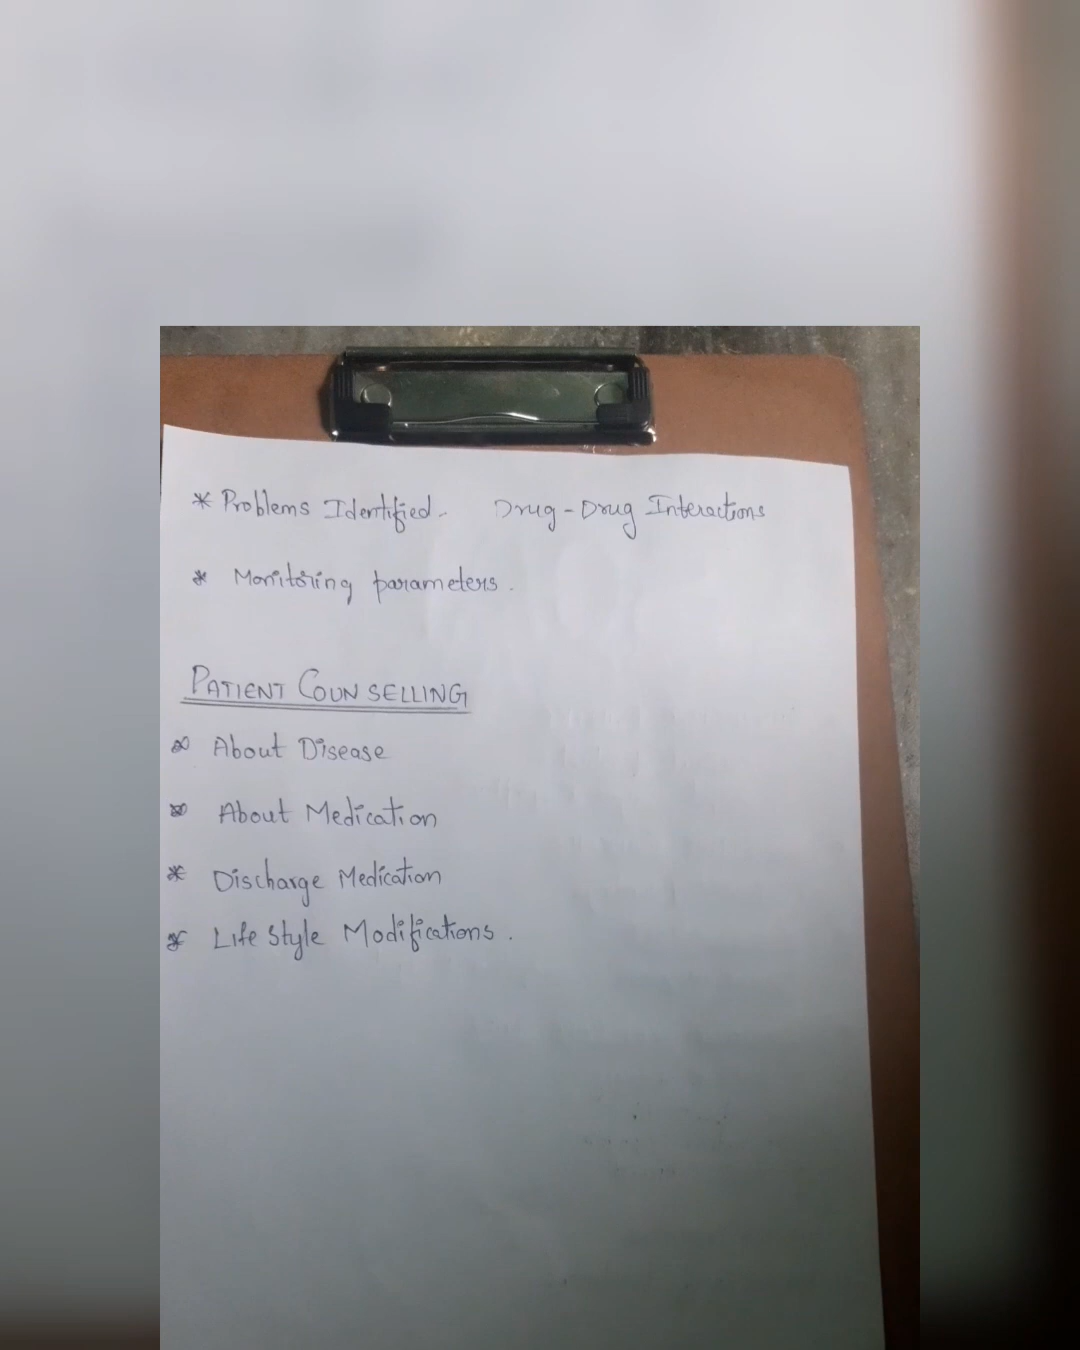 * Problems Identified. Drug-Drug Interactions
* Monitoring parameters.
PATIENT COUNSELLING
* About Disease
* About Medication
* Discharge Medication
* Life Style Modifications.